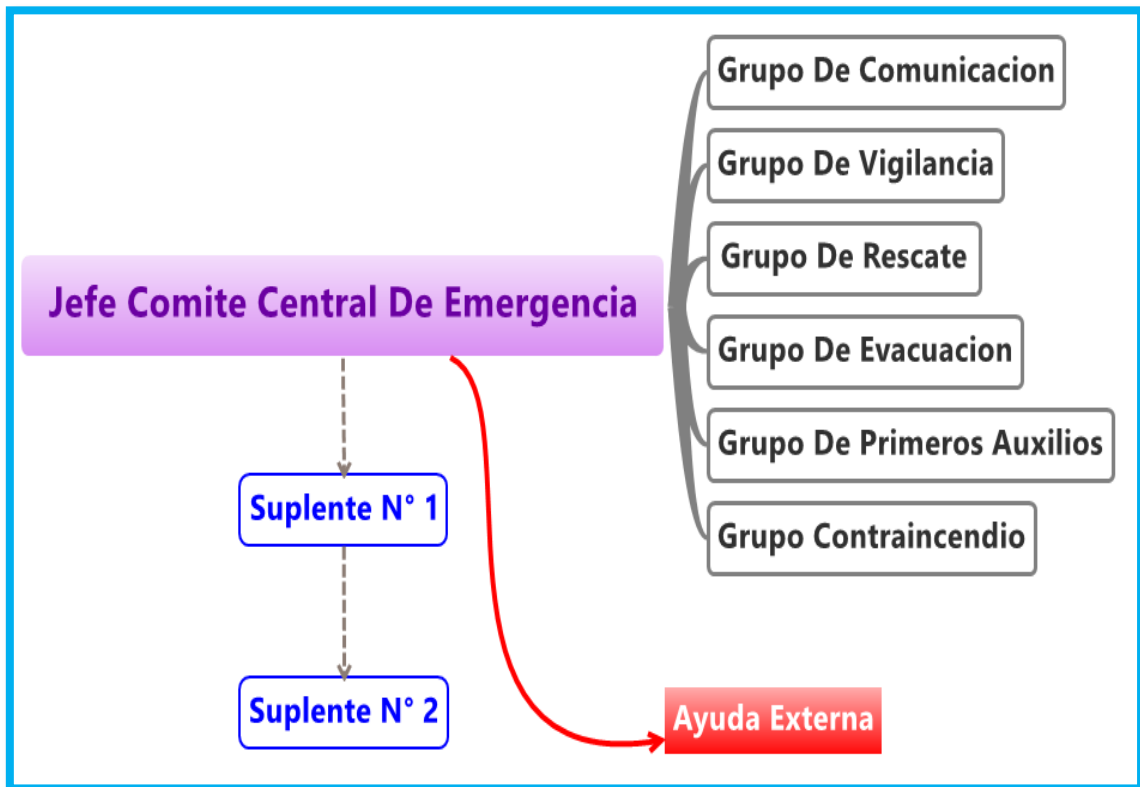 Grupo De Comunicacion
Grupo De Vigilancia
Grupo De Rescate
Jefe Comite Central De Emergencia
Grupo De Evacuacion
Grupo De Primeros Auxilios
Grupo Contraincendio
Suplente N° 1
Suplente N° 2
Ayuda Externa